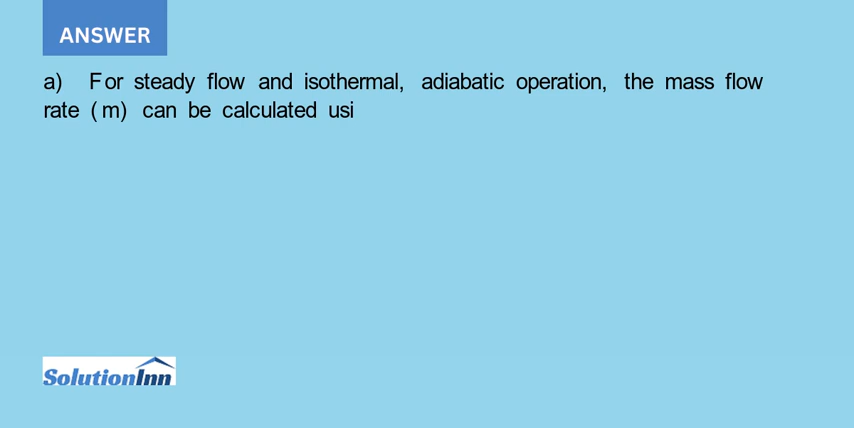 ANSWER
a) For steady flow and isothermal, adiabatic operation, the mass flow
rate (m) can be calculated usi
SolutionInn